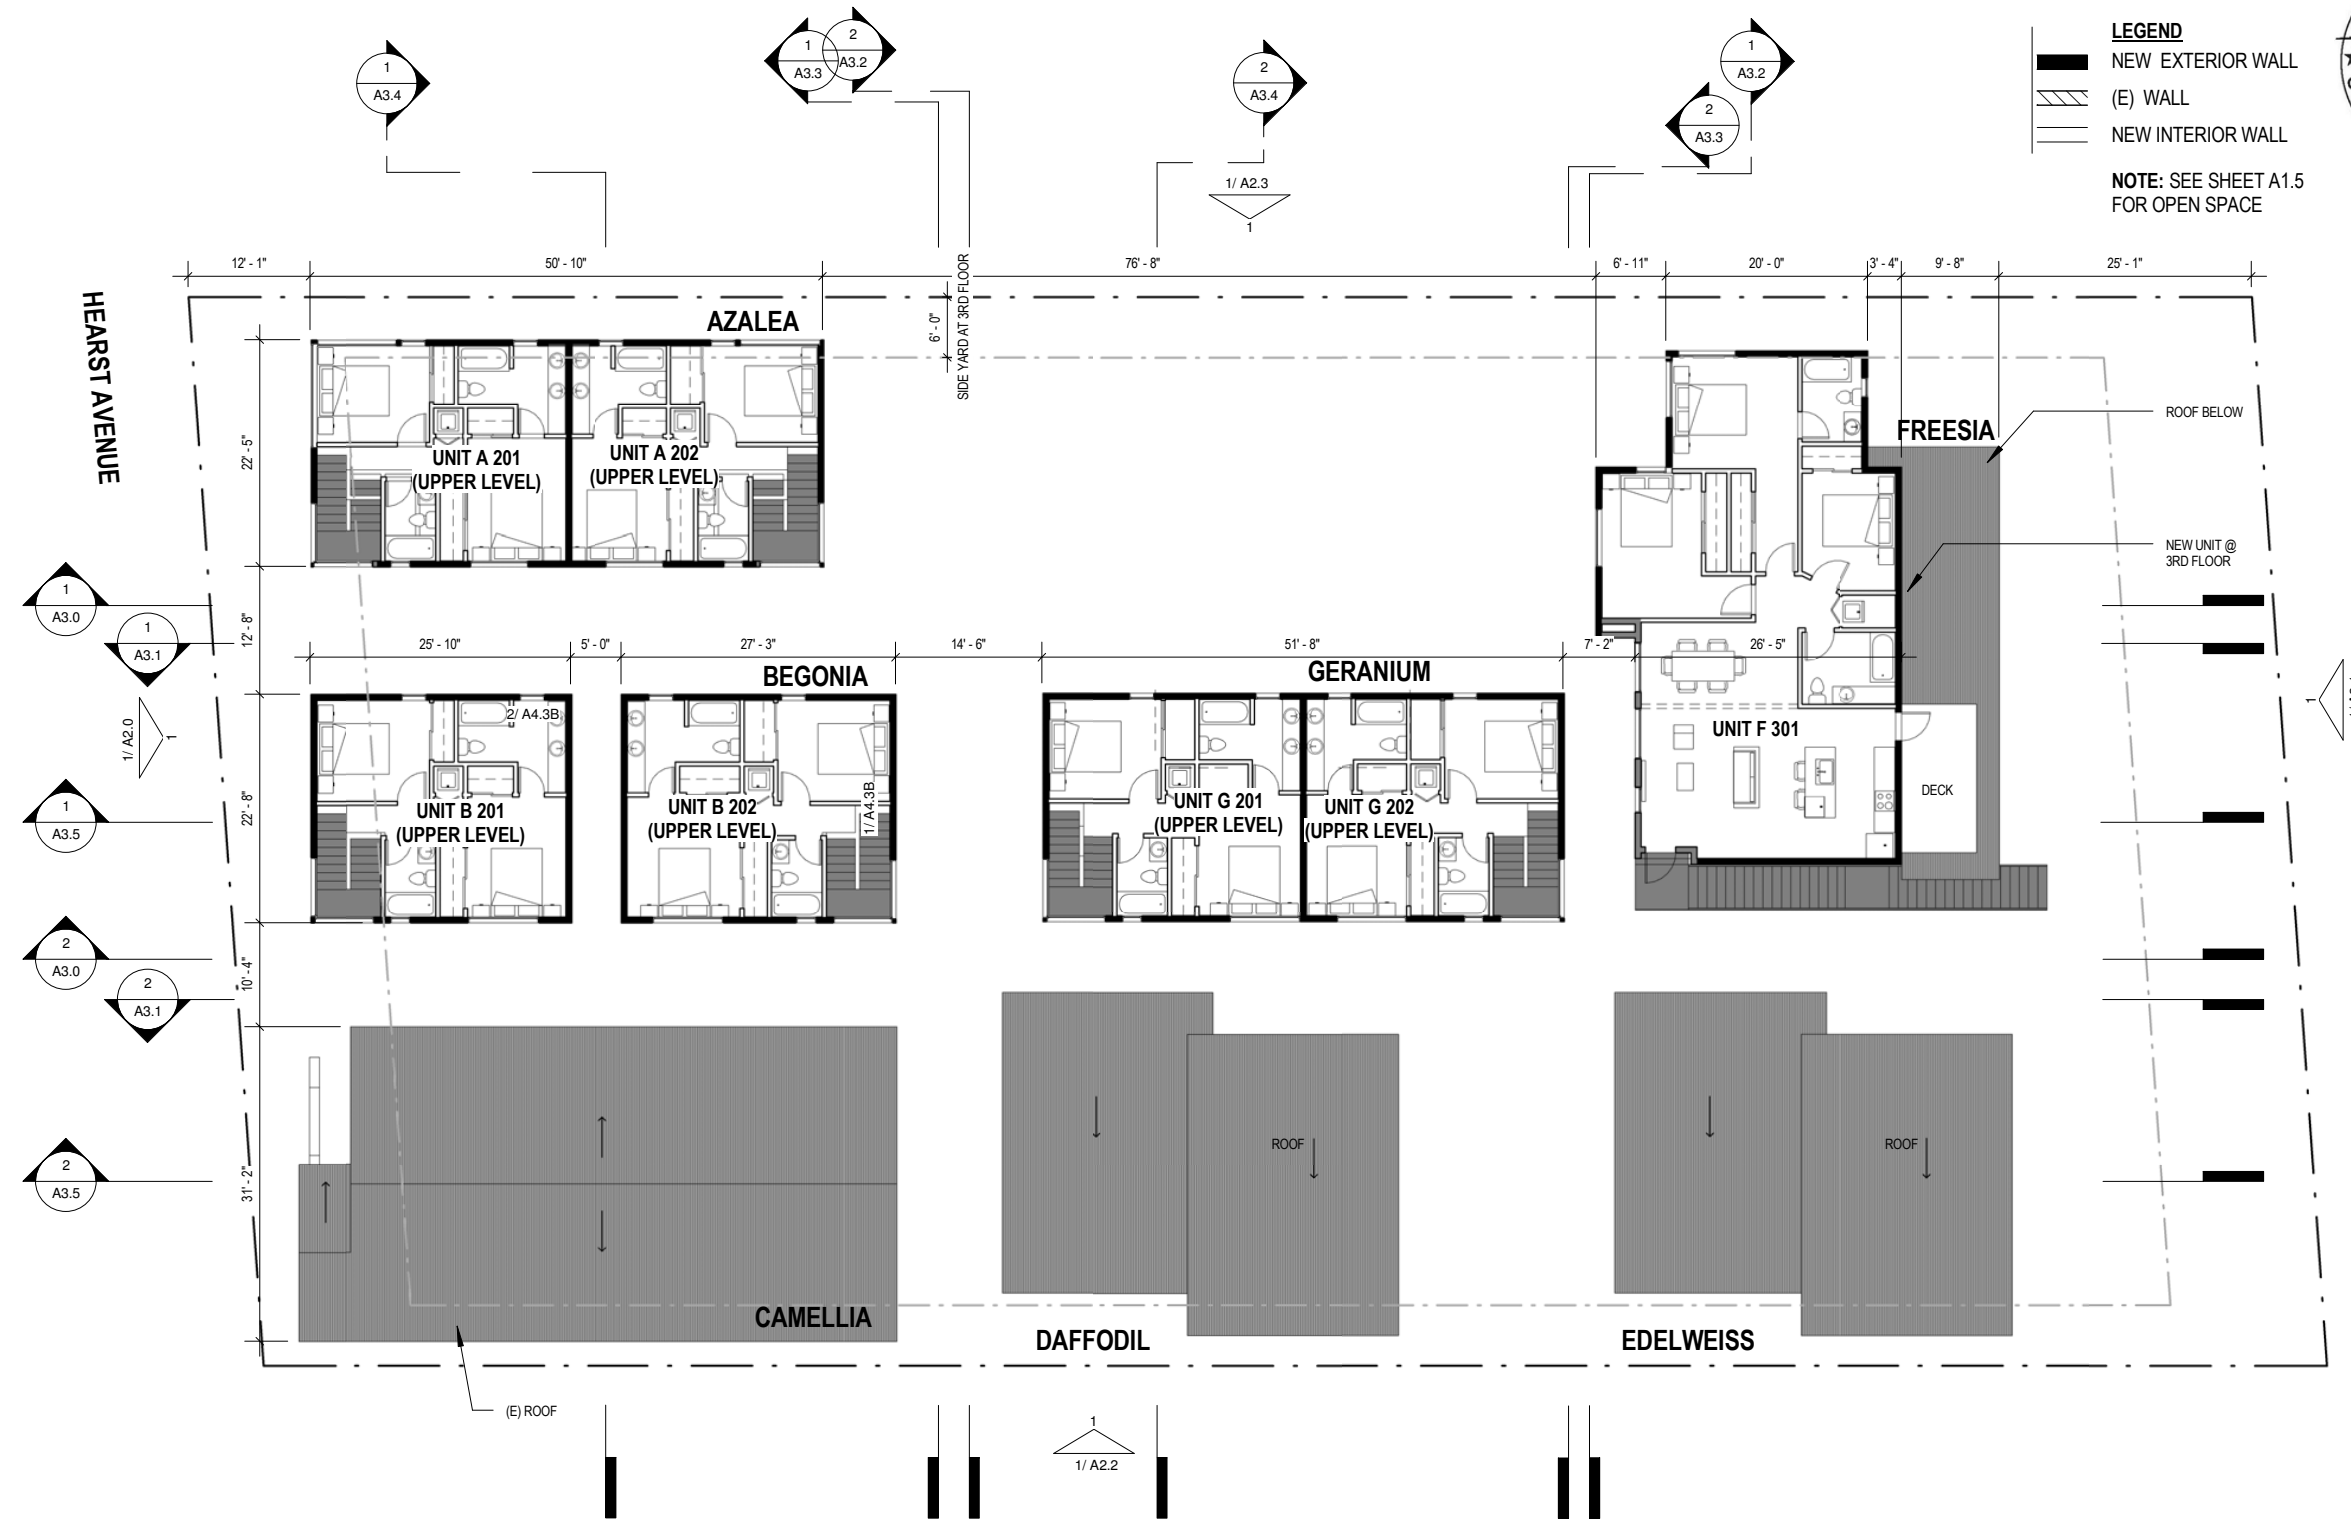 LEGEND
NEW EXTERIOR WALL
(E) WALL
NEW INTERIOR WALL
NOTE: SEE SHEET A1.5
FOR OPEN SPACE
1
A3.4
1
A3.3
2
A3.2
2
A3.4
1
A3.2
2
A3.3
1/ A2.3
1
12' - 1"
50' - 10"
76' - 8"
6' - 11"
20' - 0"
3' - 4"
9' - 8"
25' - 1"
HEARST AVENUE
AZALEA
6' - 0"
SIDE YARD AT 3RD FLOOR
22' - 5"
UNIT A 201
(UPPER LEVEL)
UNIT A 202
(UPPER LEVEL)
FREESIA
ROOF BELOW
NEW UNIT @
3RD FLOOR
1
A3.0
1
A3.1
12' - 8"
25' - 10"
5' - 0"
27' - 3"
14' - 6"
51' - 8"
7' - 2"
26' - 5"
BEGONIA
GERANIUM
1/ A2.0
1
2/ A4.3B
1/ A4.3B
UNIT F 301
DECK
1
1
A3.5
22' - 8"
UNIT B 201
(UPPER LEVEL)
UNIT B 202
(UPPER LEVEL)
UNIT G 201
(UPPER LEVEL)
UNIT G 202
(UPPER LEVEL)
2
A3.0
2
A3.1
10' - 4"
2
A3.5
31' - 2"
ROOF
ROOF
CAMELLIA
DAFFODIL
EDELWEISS
(E) ROOF
1
1/ A2.2